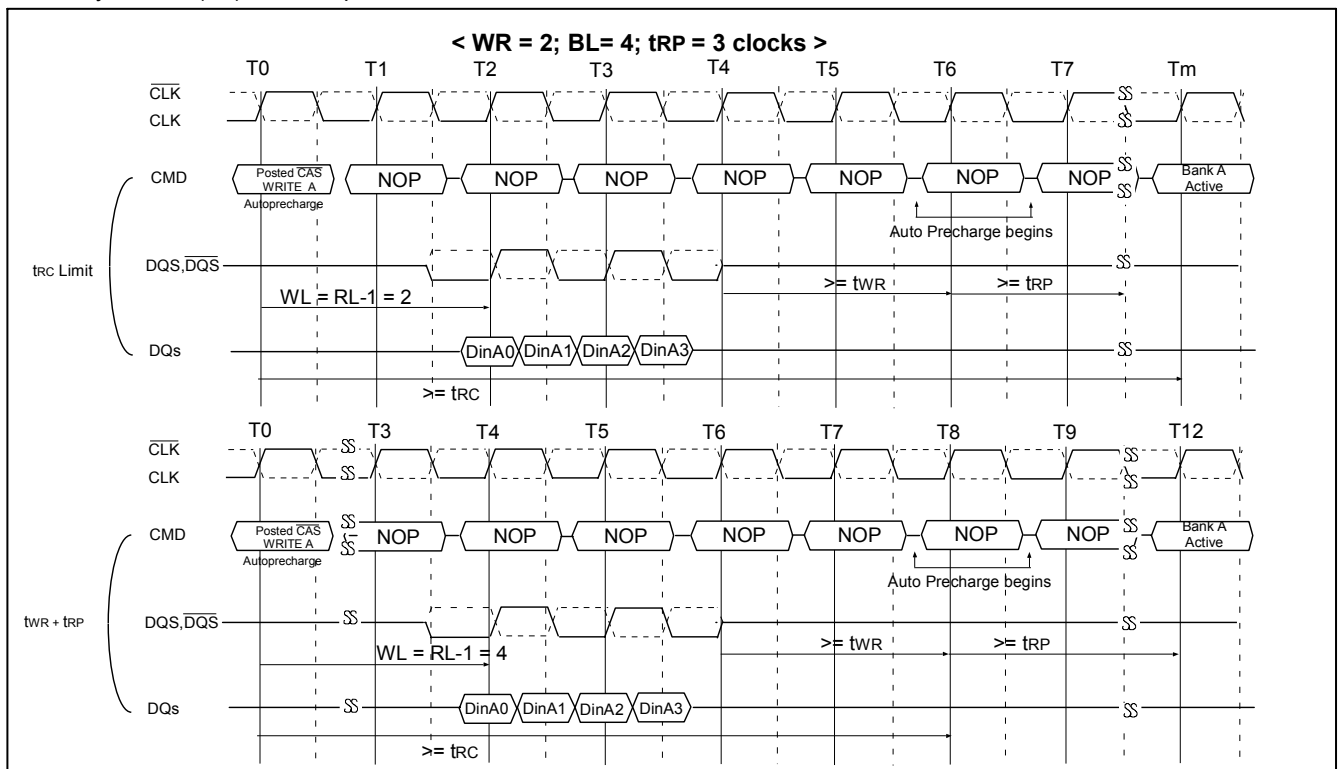 < WR = 2; BL= 4; tRP = 3 clocks >
T0 T1 T2 T3 T4 T5 T6 T7 Tm
CLK
CLK
CMD
Posted CAS
WRITE A
Autoprecharge
NOP NOP NOP NOP NOP NOP NOP
Bank A
Active
Auto Precharge begins
tRC Limit
DQS,DQS
WL = RL-1 = 2
>= tWR
>= tRP
DQs
DinA0 DinA1 DinA2 DinA3
>= tRC
T0 T3 T4 T5 T6 T7 T8 T9 T12
CLK
CLK
CMD
Posted CAS
WRITE A
Autoprecharge
NOP NOP NOP NOP NOP NOP NOP
Bank A
Active
Auto Precharge begins
tWR + tRP
DQS,DQS
WL = RL-1 = 4
>= tWR
>= tRP
DQs
DinA0 DinA1 DinA2 DinA3
>= tRC